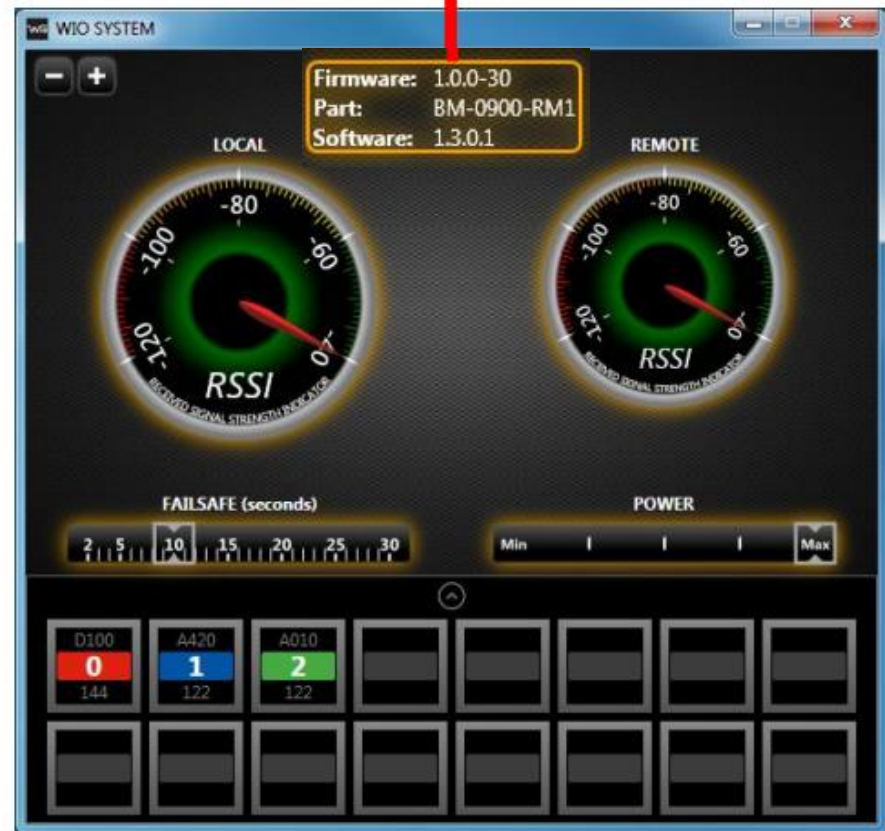 WIO SYSTEM
Firmware: 1.0.0-30
Part: BM-0900-RM1
Software: 1.3.0.1
LOCAL
REMOTE
-120 -100 -80 -60
RSSI
RECEIVED SIGNAL STRENGTH INDICATOR
-120 -100 -80 -60
RSSI
RECEIVED SIGNAL STRENGTH INDICATOR
FAILSAFE (seconds)
2 5 10 15 20 25 30
POWER
Min Max
D100 A420 A010
0 1 2
144 122 122